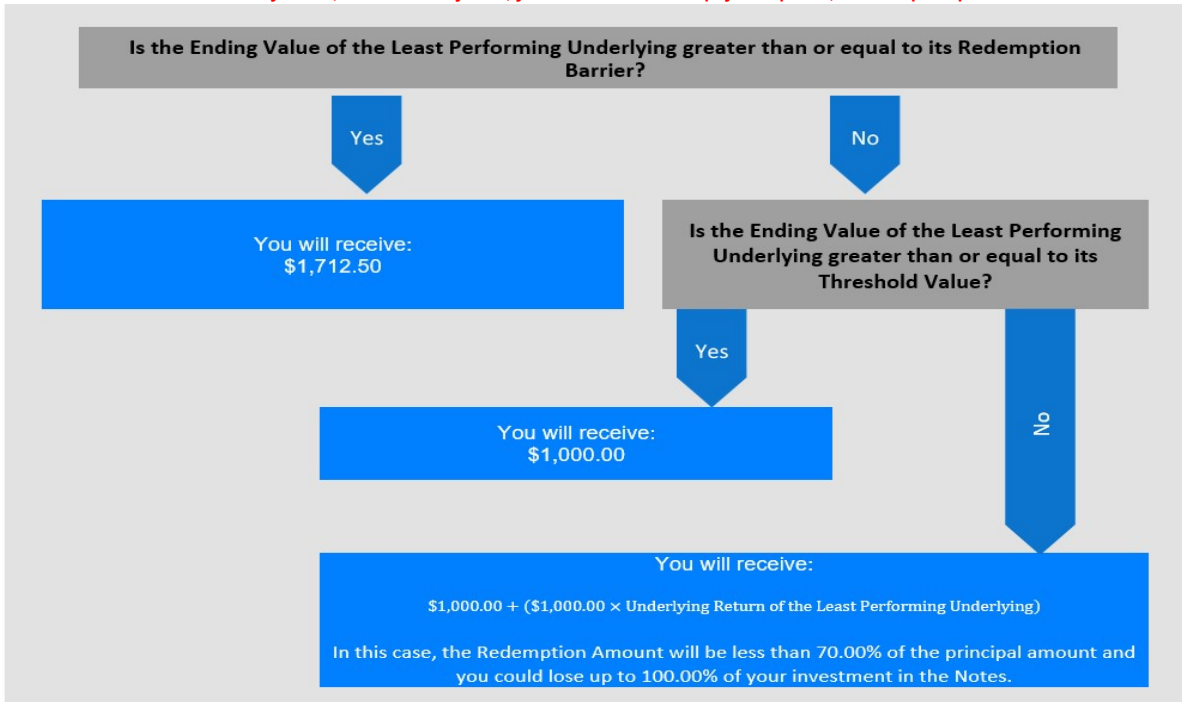 Is the Ending Value of the Least Performing Underlying greater than or equal to its Redemption
Barrier?
Yes
No
You will receive:
$1,712.50
Is the Ending Value of the Least Performing
Underlying greater than or equal to its
Threshold Value?
Yes
No
You will receive:
$1,000.00
You will receive:
$1,000.00 + ($1,000.00 × Underlying Return of the Least Performing Underlying)
In this case, the Redemption Amount will be less than 70.00% of the principal amount and
you could lose up to 100.00% of your investment in the Notes.